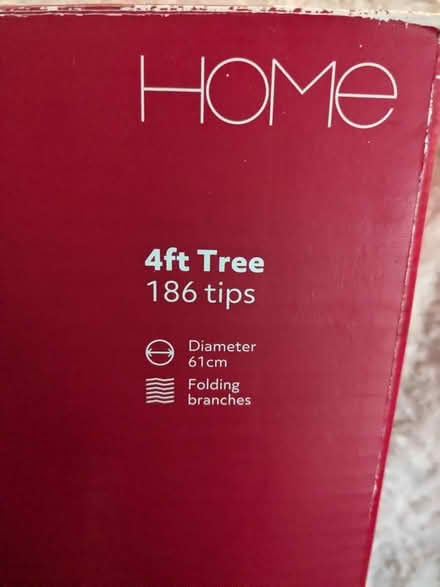 HOME
4ft Tree
186 tips
Diameter
61cm
Folding
branches